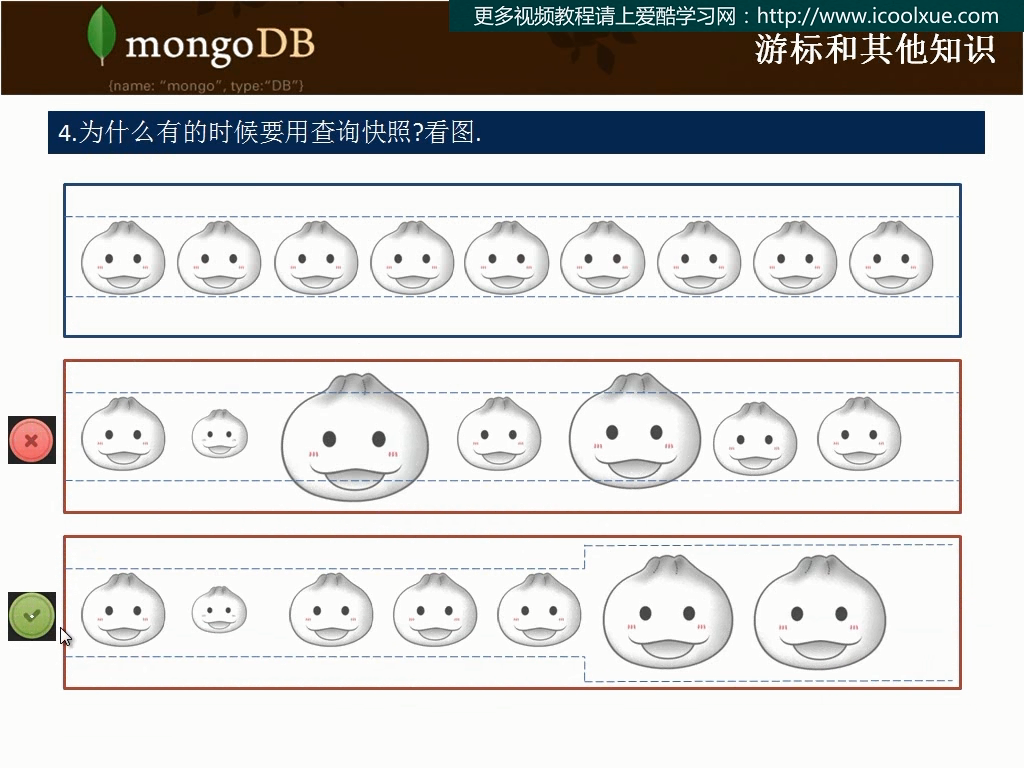 更多视频教程请上爱酷学习网：http://www.icoolxue.com
mongoDB
游标和其他知识
{name: “mongo”, type:“DB”}
4.为什么有的时候要用查询快照?看图.